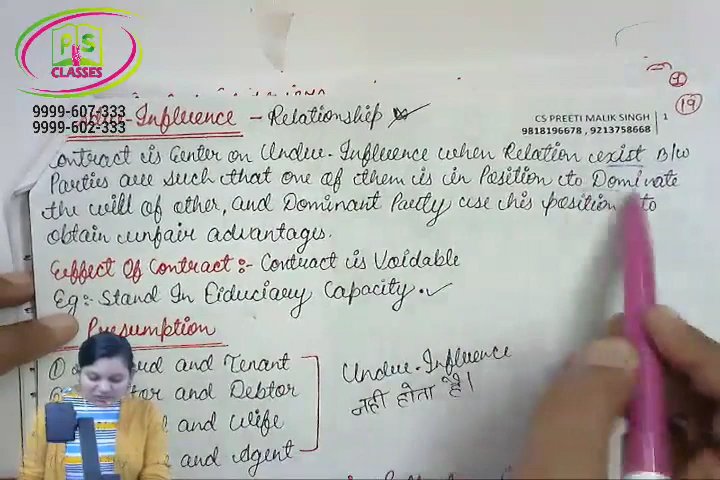 PS
CLASSES
9999-607-333
9999-602-333
Influence - Relationship
CS PREETI MALIK SINGH | 1
9818196678 , 9213758668
1
19
Contract is Center on Undue-Influence when Relation exist B/w
Parties are such that one of them is in Position to Dominate
the will of other, and Dominant Party use his position to
obtain unfair advantages.
Effect Of Contract :- Contract is Voidable
Eg:- Stand In Fiduciary Capacity.
Presumption
and Tenant
and Debtor
and Wife
and Agent
Undue-Influence
नही होता है।